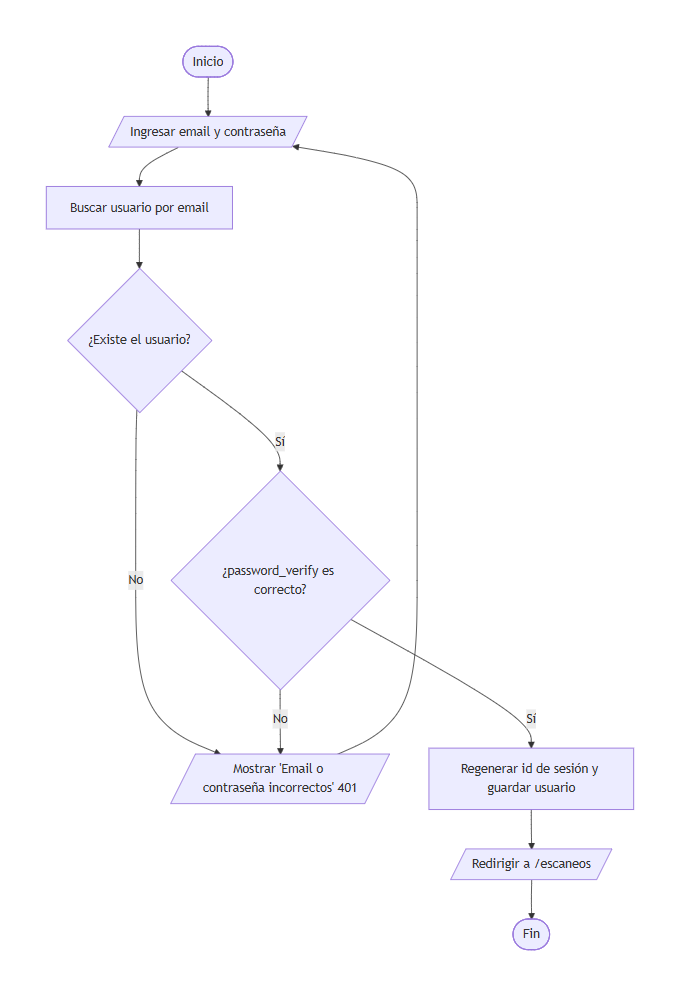 Inicio
Ingresar email y contraseña
Buscar usuario por email
¿Existe el usuario?
Sí
¿password_verify es
correcto?
No
No
Sí
Mostrar 'Email o
contraseña incorrectos' 401
Regenerar id de sesión y
guardar usuario
Redirigir a /escaneos
Fin